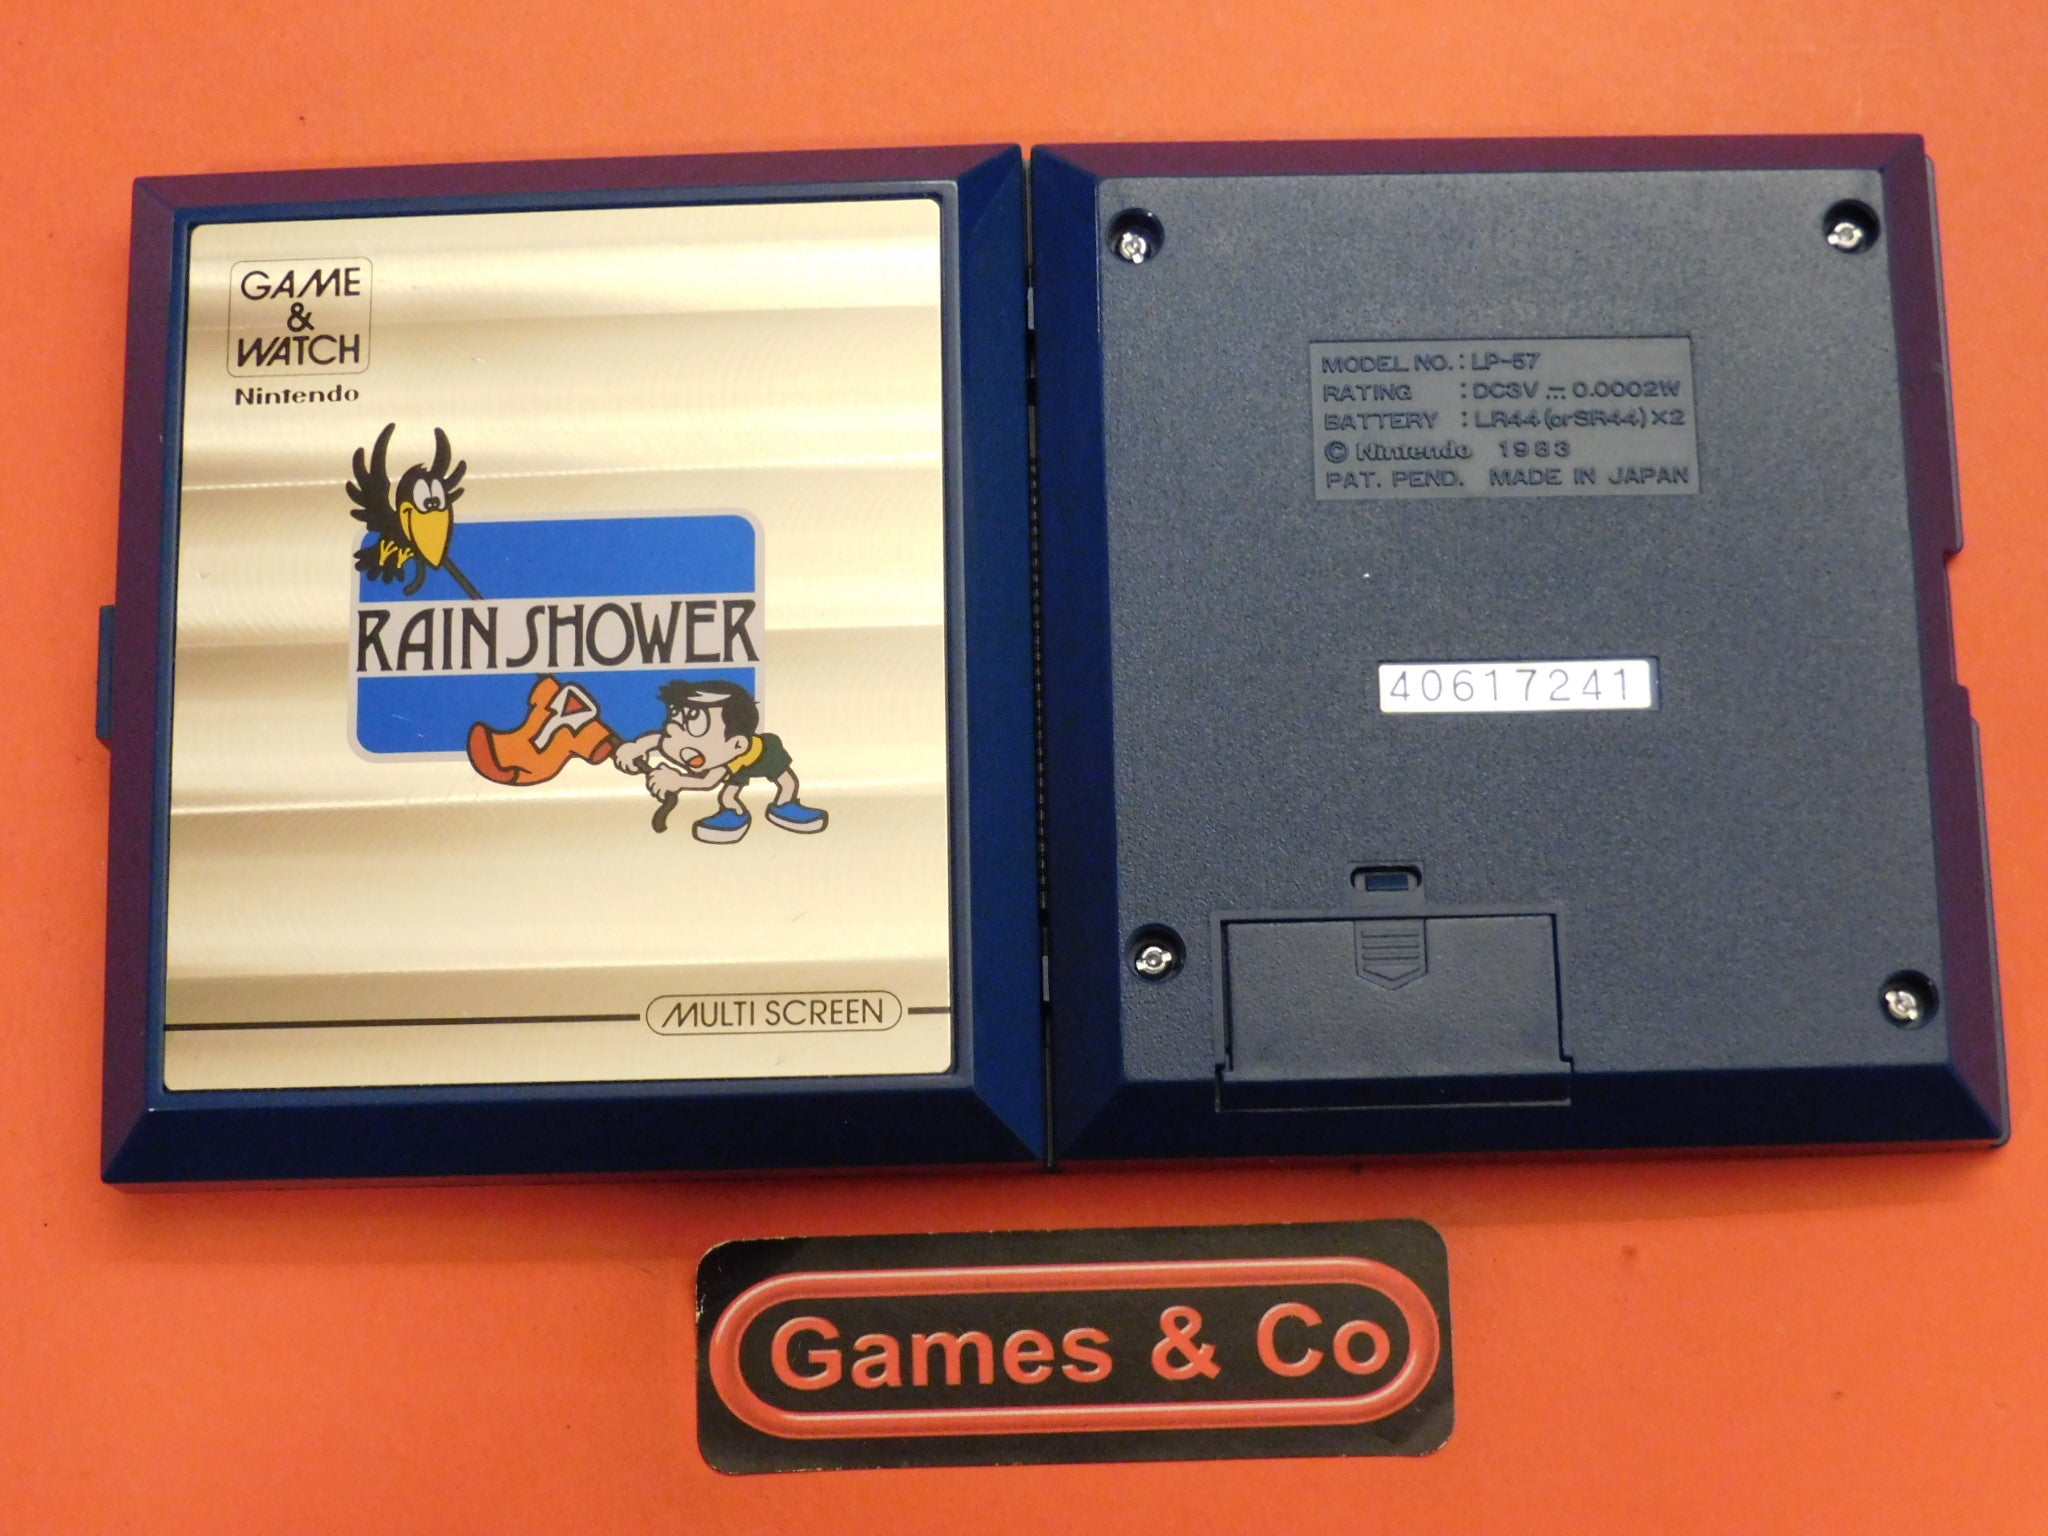 GAME
&
WATCH
Nintendo
RAIN SHOWER
MULTI SCREEN
MODEL NO. : LP-57
RATING : DC3V ⎓ 0.0002W
BATTERY : LR44 (or SR44) X2
© Nintendo 1983
PAT. PEND. MADE IN JAPAN
40617241
Games & Co